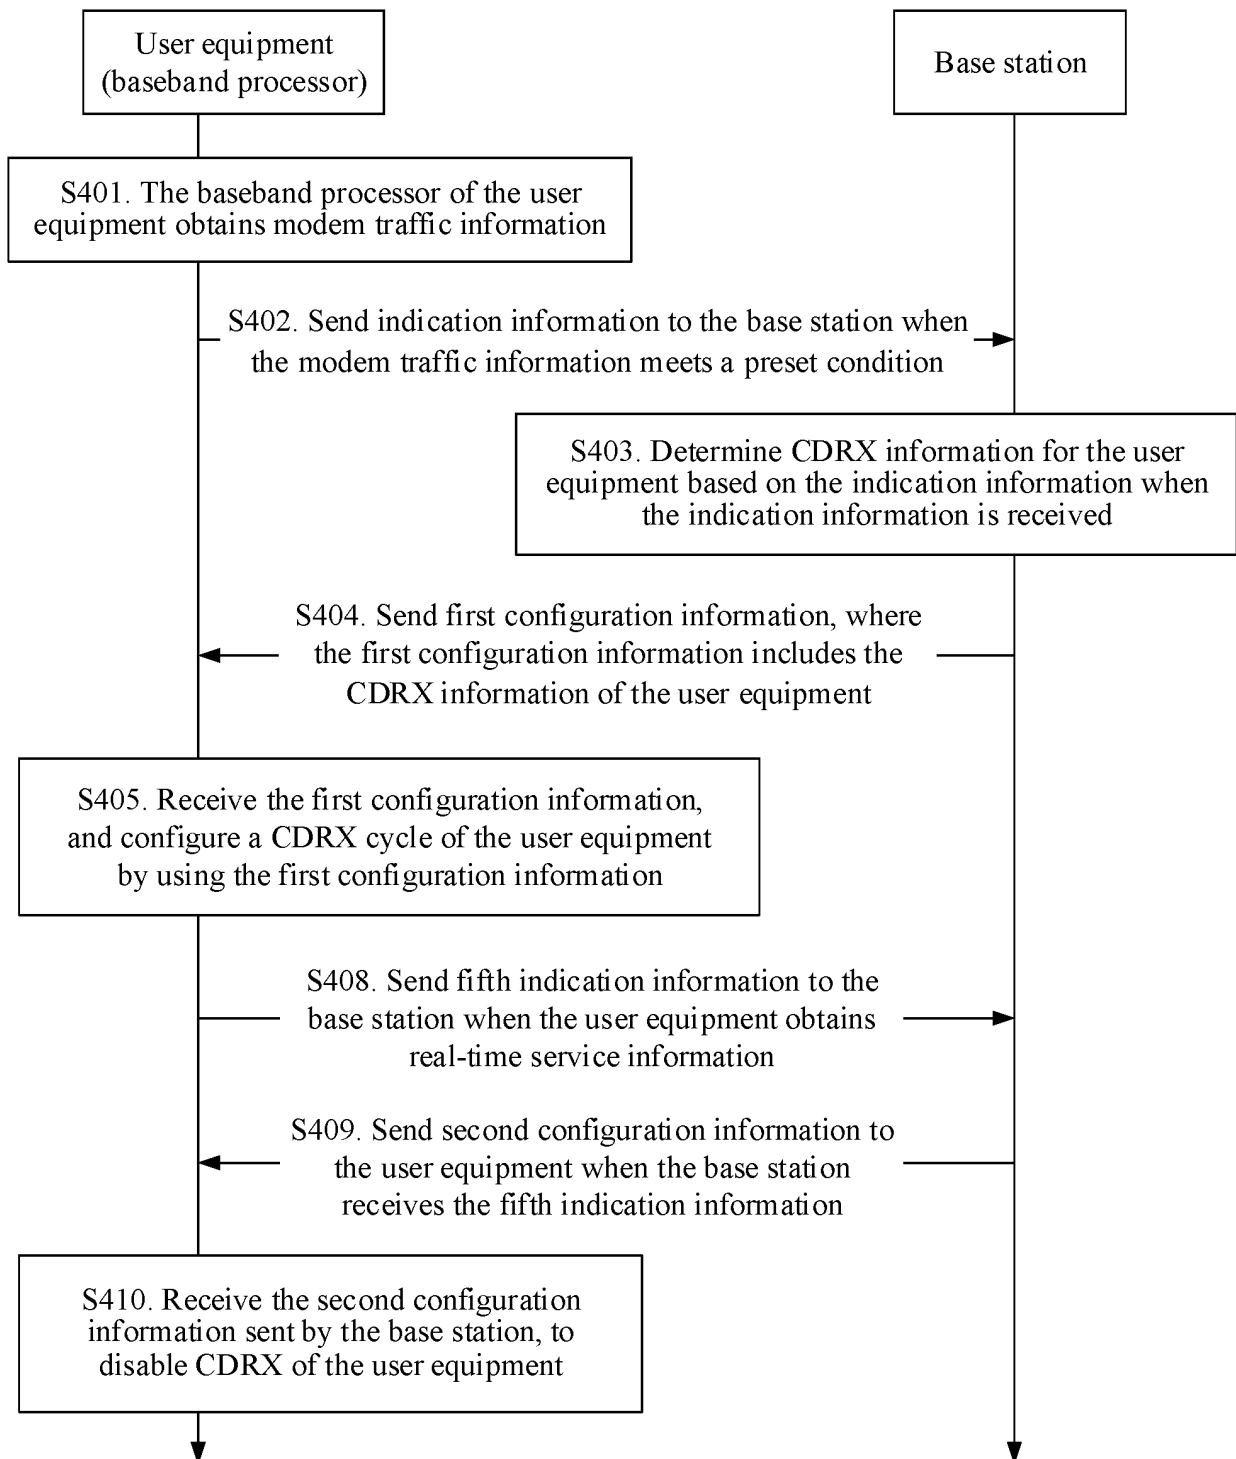 User equipment
(baseband processor)
Base station
S401. The baseband processor of the user
equipment obtains modem traffic information
S402. Send indication information to the base station when
the modem traffic information meets a preset condition
S403. Determine CDRX information for the user
equipment based on the indication information when
the indication information is received
S404. Send first configuration information, where
the first configuration information includes the
CDRX information of the user equipment
S405. Receive the first configuration information,
and configure a CDRX cycle of the user equipment
by using the first configuration information
S408. Send fifth indication information to the
base station when the user equipment obtains
real-time service information
S409. Send second configuration information to
the user equipment when the base station
receives the fifth indication information
S410. Receive the second configuration
information sent by the base station, to
disable CDRX of the user equipment